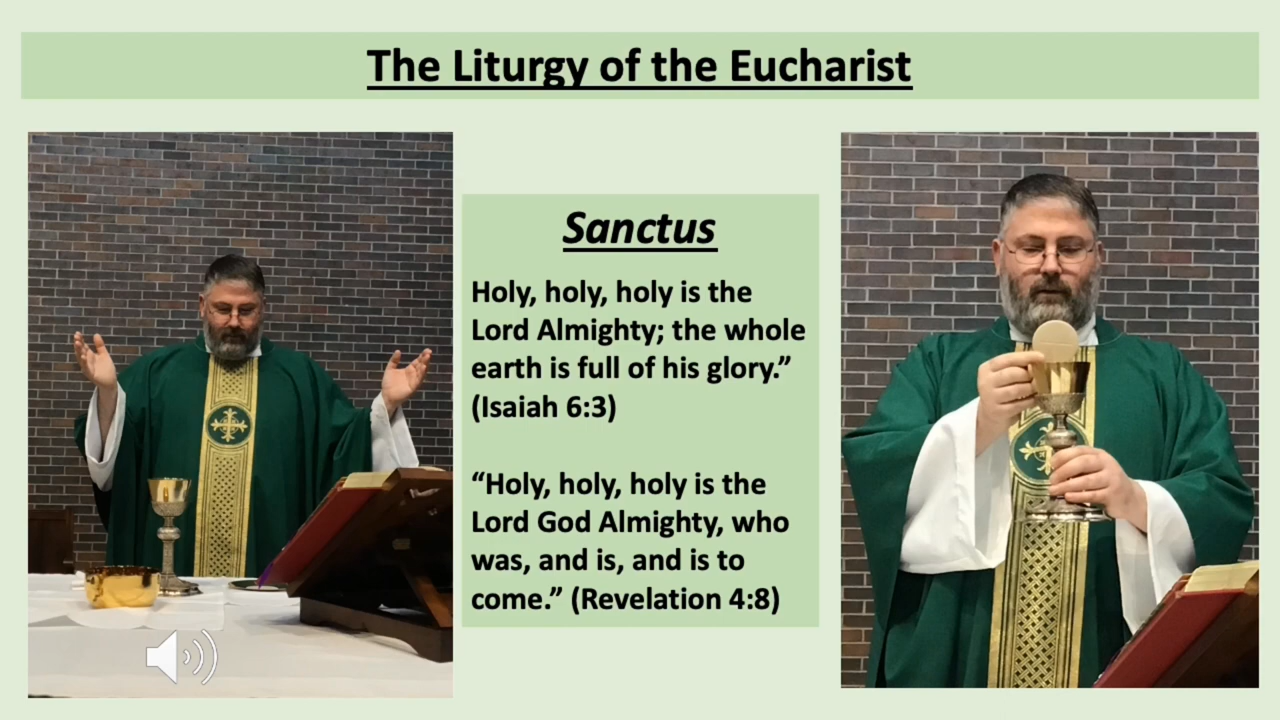 The Liturgy of the Eucharist
Sanctus
Holy, holy, holy is the
Lord Almighty; the whole
earth is full of his glory.”
(Isaiah 6:3)
“Holy, holy, holy is the
Lord God Almighty, who
was, and is, and is to
come.” (Revelation 4:8)